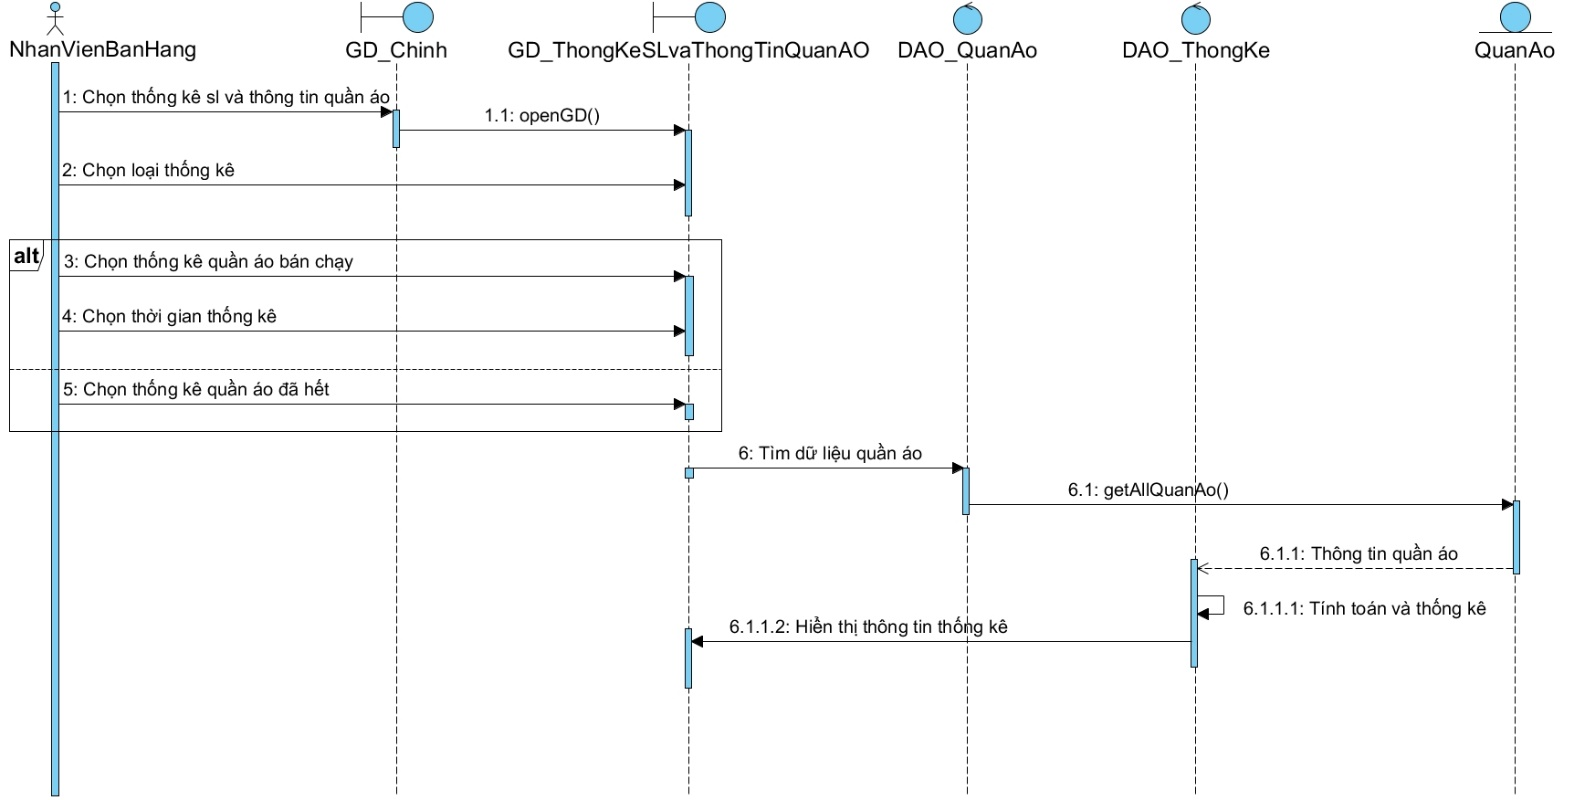 NhanVienBanHang
GD_Chinh
GD_ThongKeSLvaThongTinQuanAO
DAO_QuanAo
DAO_ThongKe
QuanAo
1: Chọn thống kê sl và thông tin quần áo
1.1: openGD()
2: Chọn loại thống kê
alt
3: Chọn thống kê quần áo bán chạy
4: Chọn thời gian thống kê
5: Chọn thống kê quần áo đã hết
6: Tìm dữ liệu quần áo
6.1: getAllQuanAo()
6.1.1: Thông tin quần áo
6.1.1.1: Tính toán và thống kê
6.1.1.2: Hiển thị thông tin thống kê